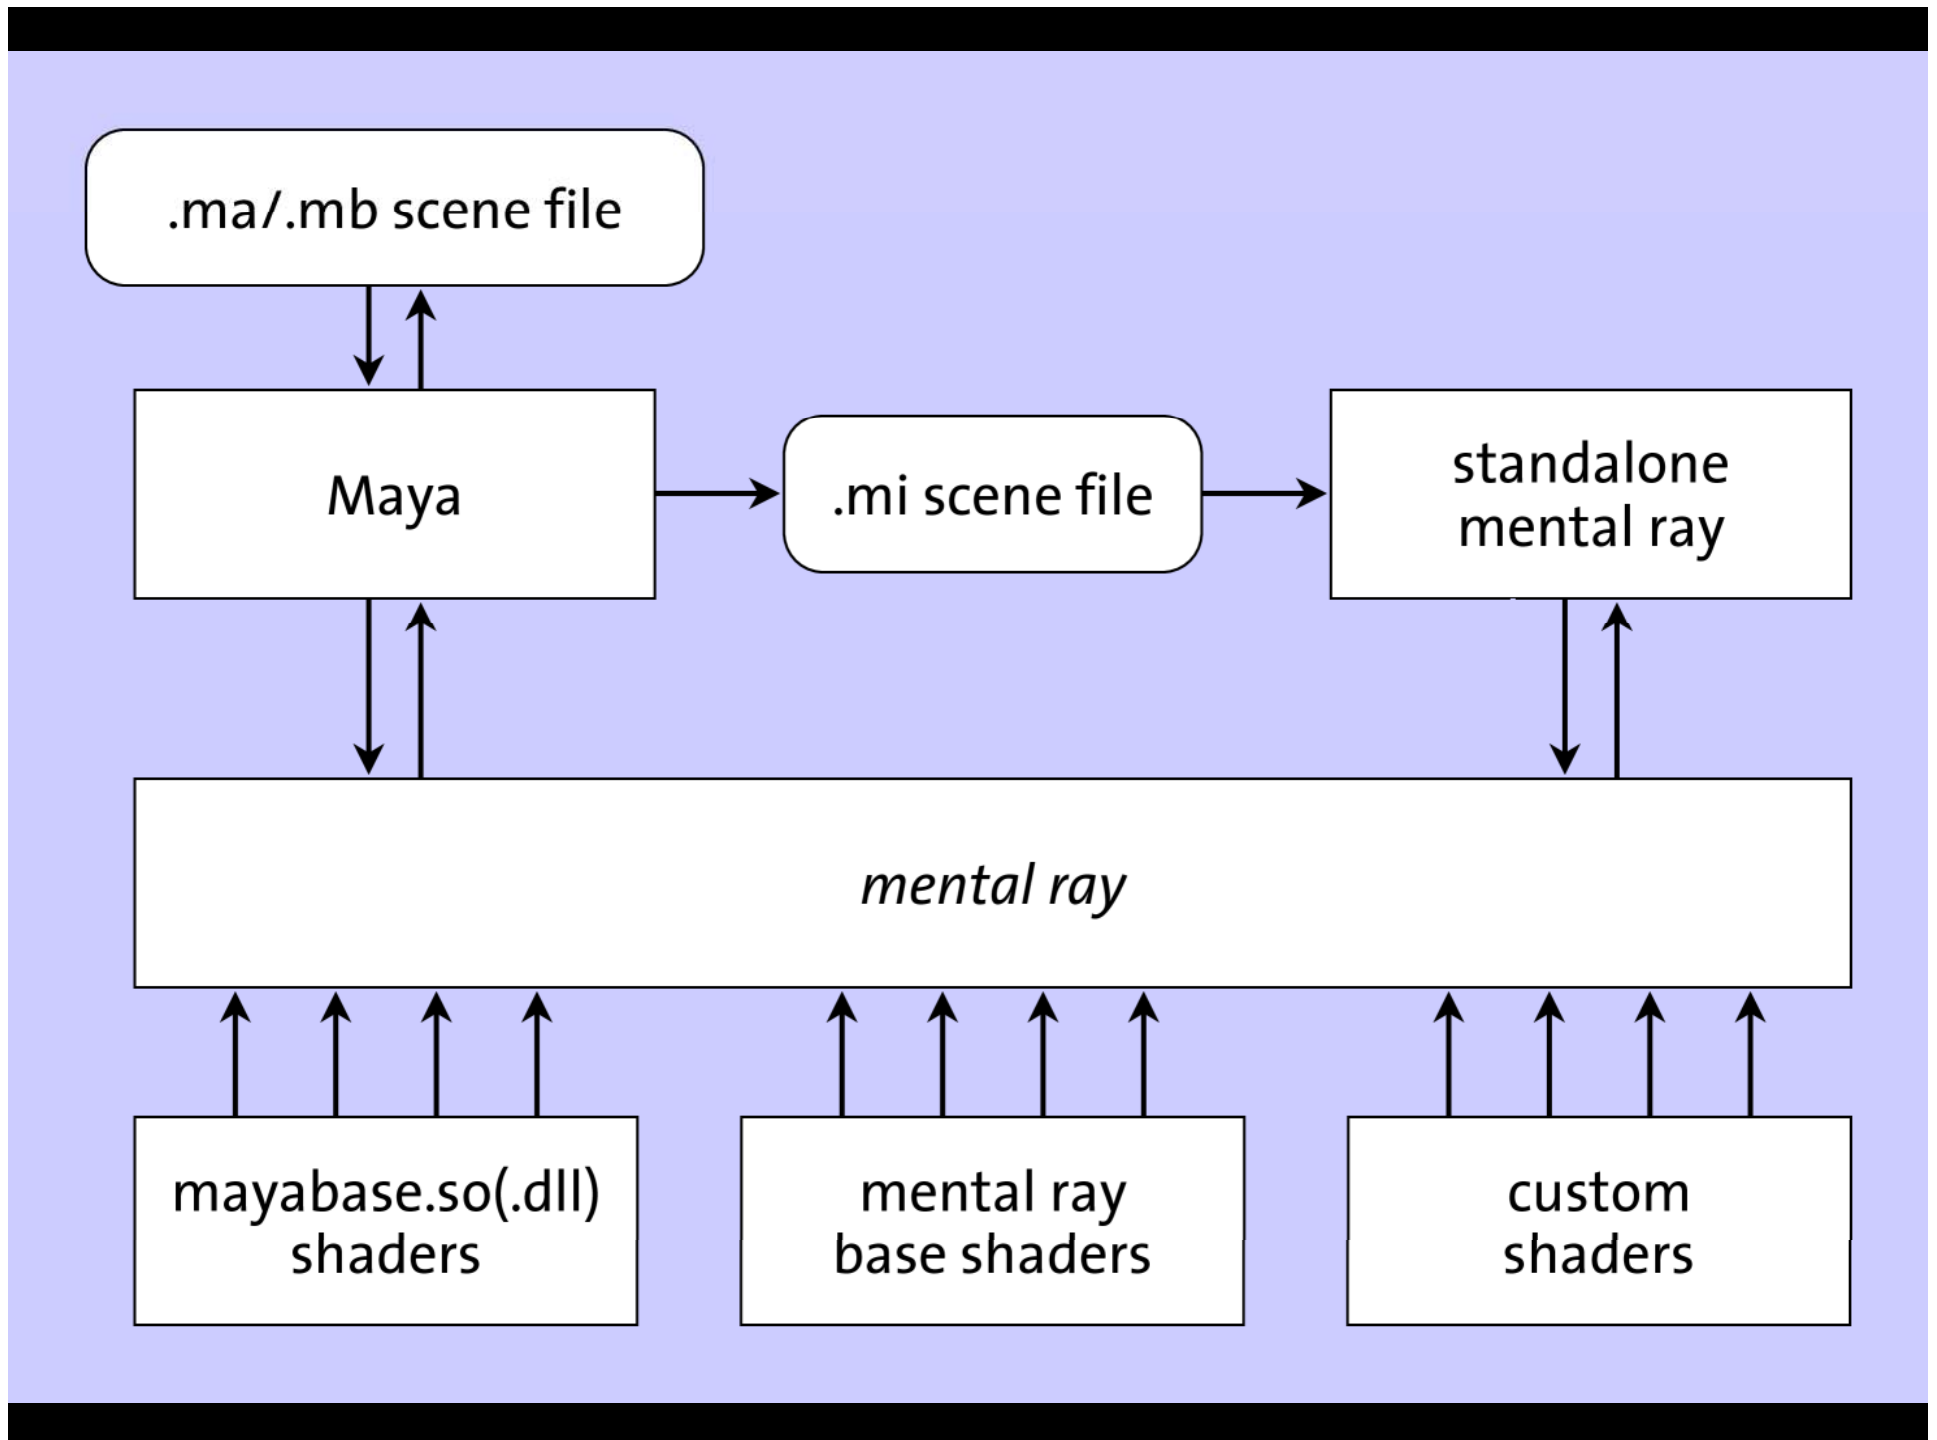 .ma/.mb scene file
Maya
.mi scene file
standalone
mental ray
mental ray
mayabase.so(.dll)
shaders
mental ray
base shaders
custom
shaders